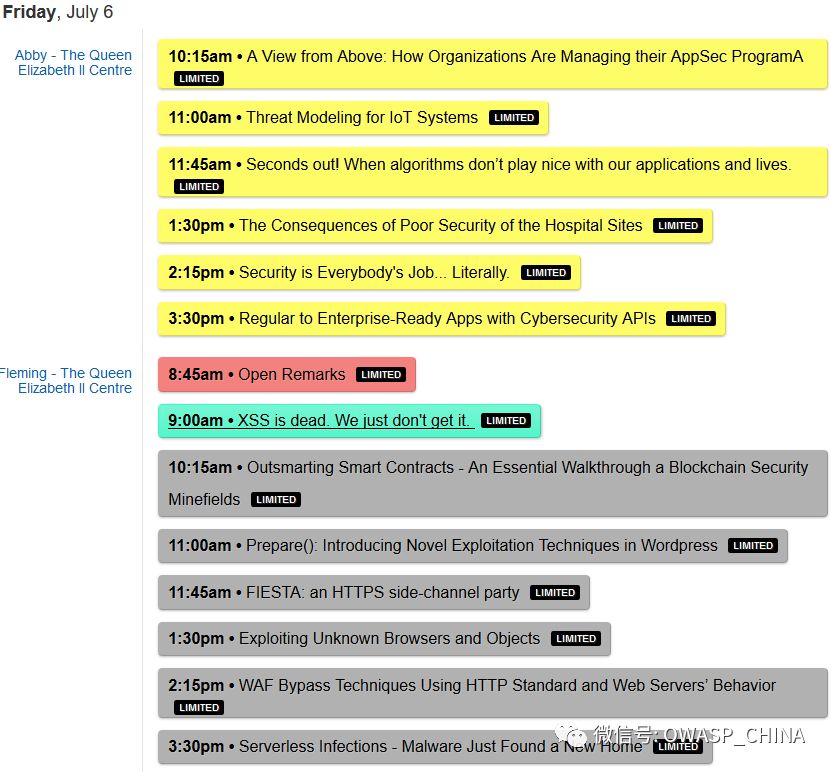 Friday, July 6
Abby - The Queen
Elizabeth II Centre
10:15am • A View from Above: How Organizations Are Managing their AppSec ProgramA
LIMITED
11:00am • Threat Modeling for IoT Systems LIMITED
11:45am • Seconds out! When algorithms don’t play nice with our applications and lives.
LIMITED
1:30pm • The Consequences of Poor Security of the Hospital Sites LIMITED
2:15pm • Security is Everybody's Job... Literally. LIMITED
3:30pm • Regular to Enterprise-Ready Apps with Cybersecurity APIs LIMITED
Fleming - The Queen
Elizabeth II Centre
8:45am • Open Remarks LIMITED
9:00am • XSS is dead. We just don't get it. LIMITED
10:15am • Outsmarting Smart Contracts - An Essential Walkthrough a Blockchain Security
Minefields LIMITED
11:00am • Prepare(): Introducing Novel Exploitation Techniques in Wordpress LIMITED
11:45am • FIESTA: an HTTPS side-channel party LIMITED
1:30pm • Exploiting Unknown Browsers and Objects LIMITED
2:15pm • WAF Bypass Techniques Using HTTP Standard and Web Servers’ Behavior
LIMITED
3:30pm • Serverless Infections - Malware Just Found a New Home LIMITED
微信号: OWASP_CHINA